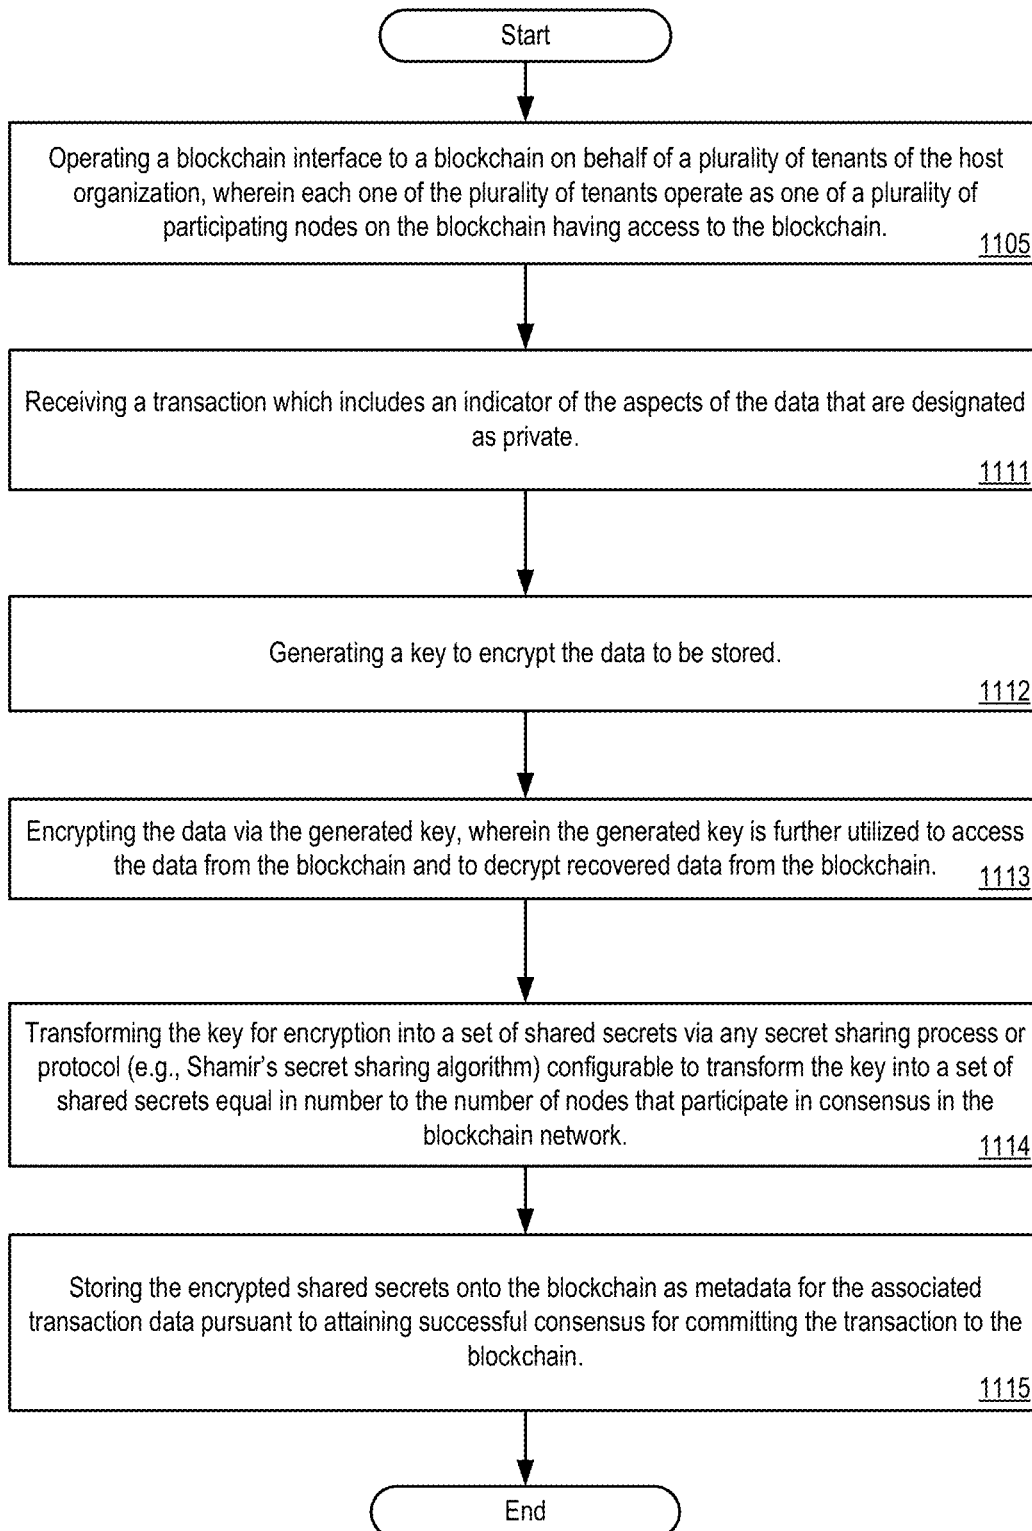 Start
Operating a blockchain interface to a blockchain on behalf of a plurality of tenants of the host
organization, wherein each one of the plurality of tenants operate as one of a plurality of
participating nodes on the blockchain having access to the blockchain.
1105
Receiving a transaction which includes an indicator of the aspects of the data that are designated
as private.
1111
Generating a key to encrypt the data to be stored.
1112
Encrypting the data via the generated key, wherein the generated key is further utilized to access
the data from the blockchain and to decrypt recovered data from the blockchain.
1113
Transforming the key for encryption into a set of shared secrets via any secret sharing process or
protocol (e.g., Shamir's secret sharing algorithm) configurable to transform the key into a set of
shared secrets equal in number to the number of nodes that participate in consensus in the
blockchain network.
1114
Storing the encrypted shared secrets onto the blockchain as metadata for the associated
transaction data pursuant to attaining successful consensus for committing the transaction to the
blockchain.
1115
End